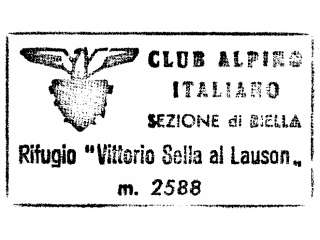 CLUB ALPINO
ITALIANO
SEZIONE di BIELLA
Rifugio "Vittorio Sella al Lauson„
m. 2588